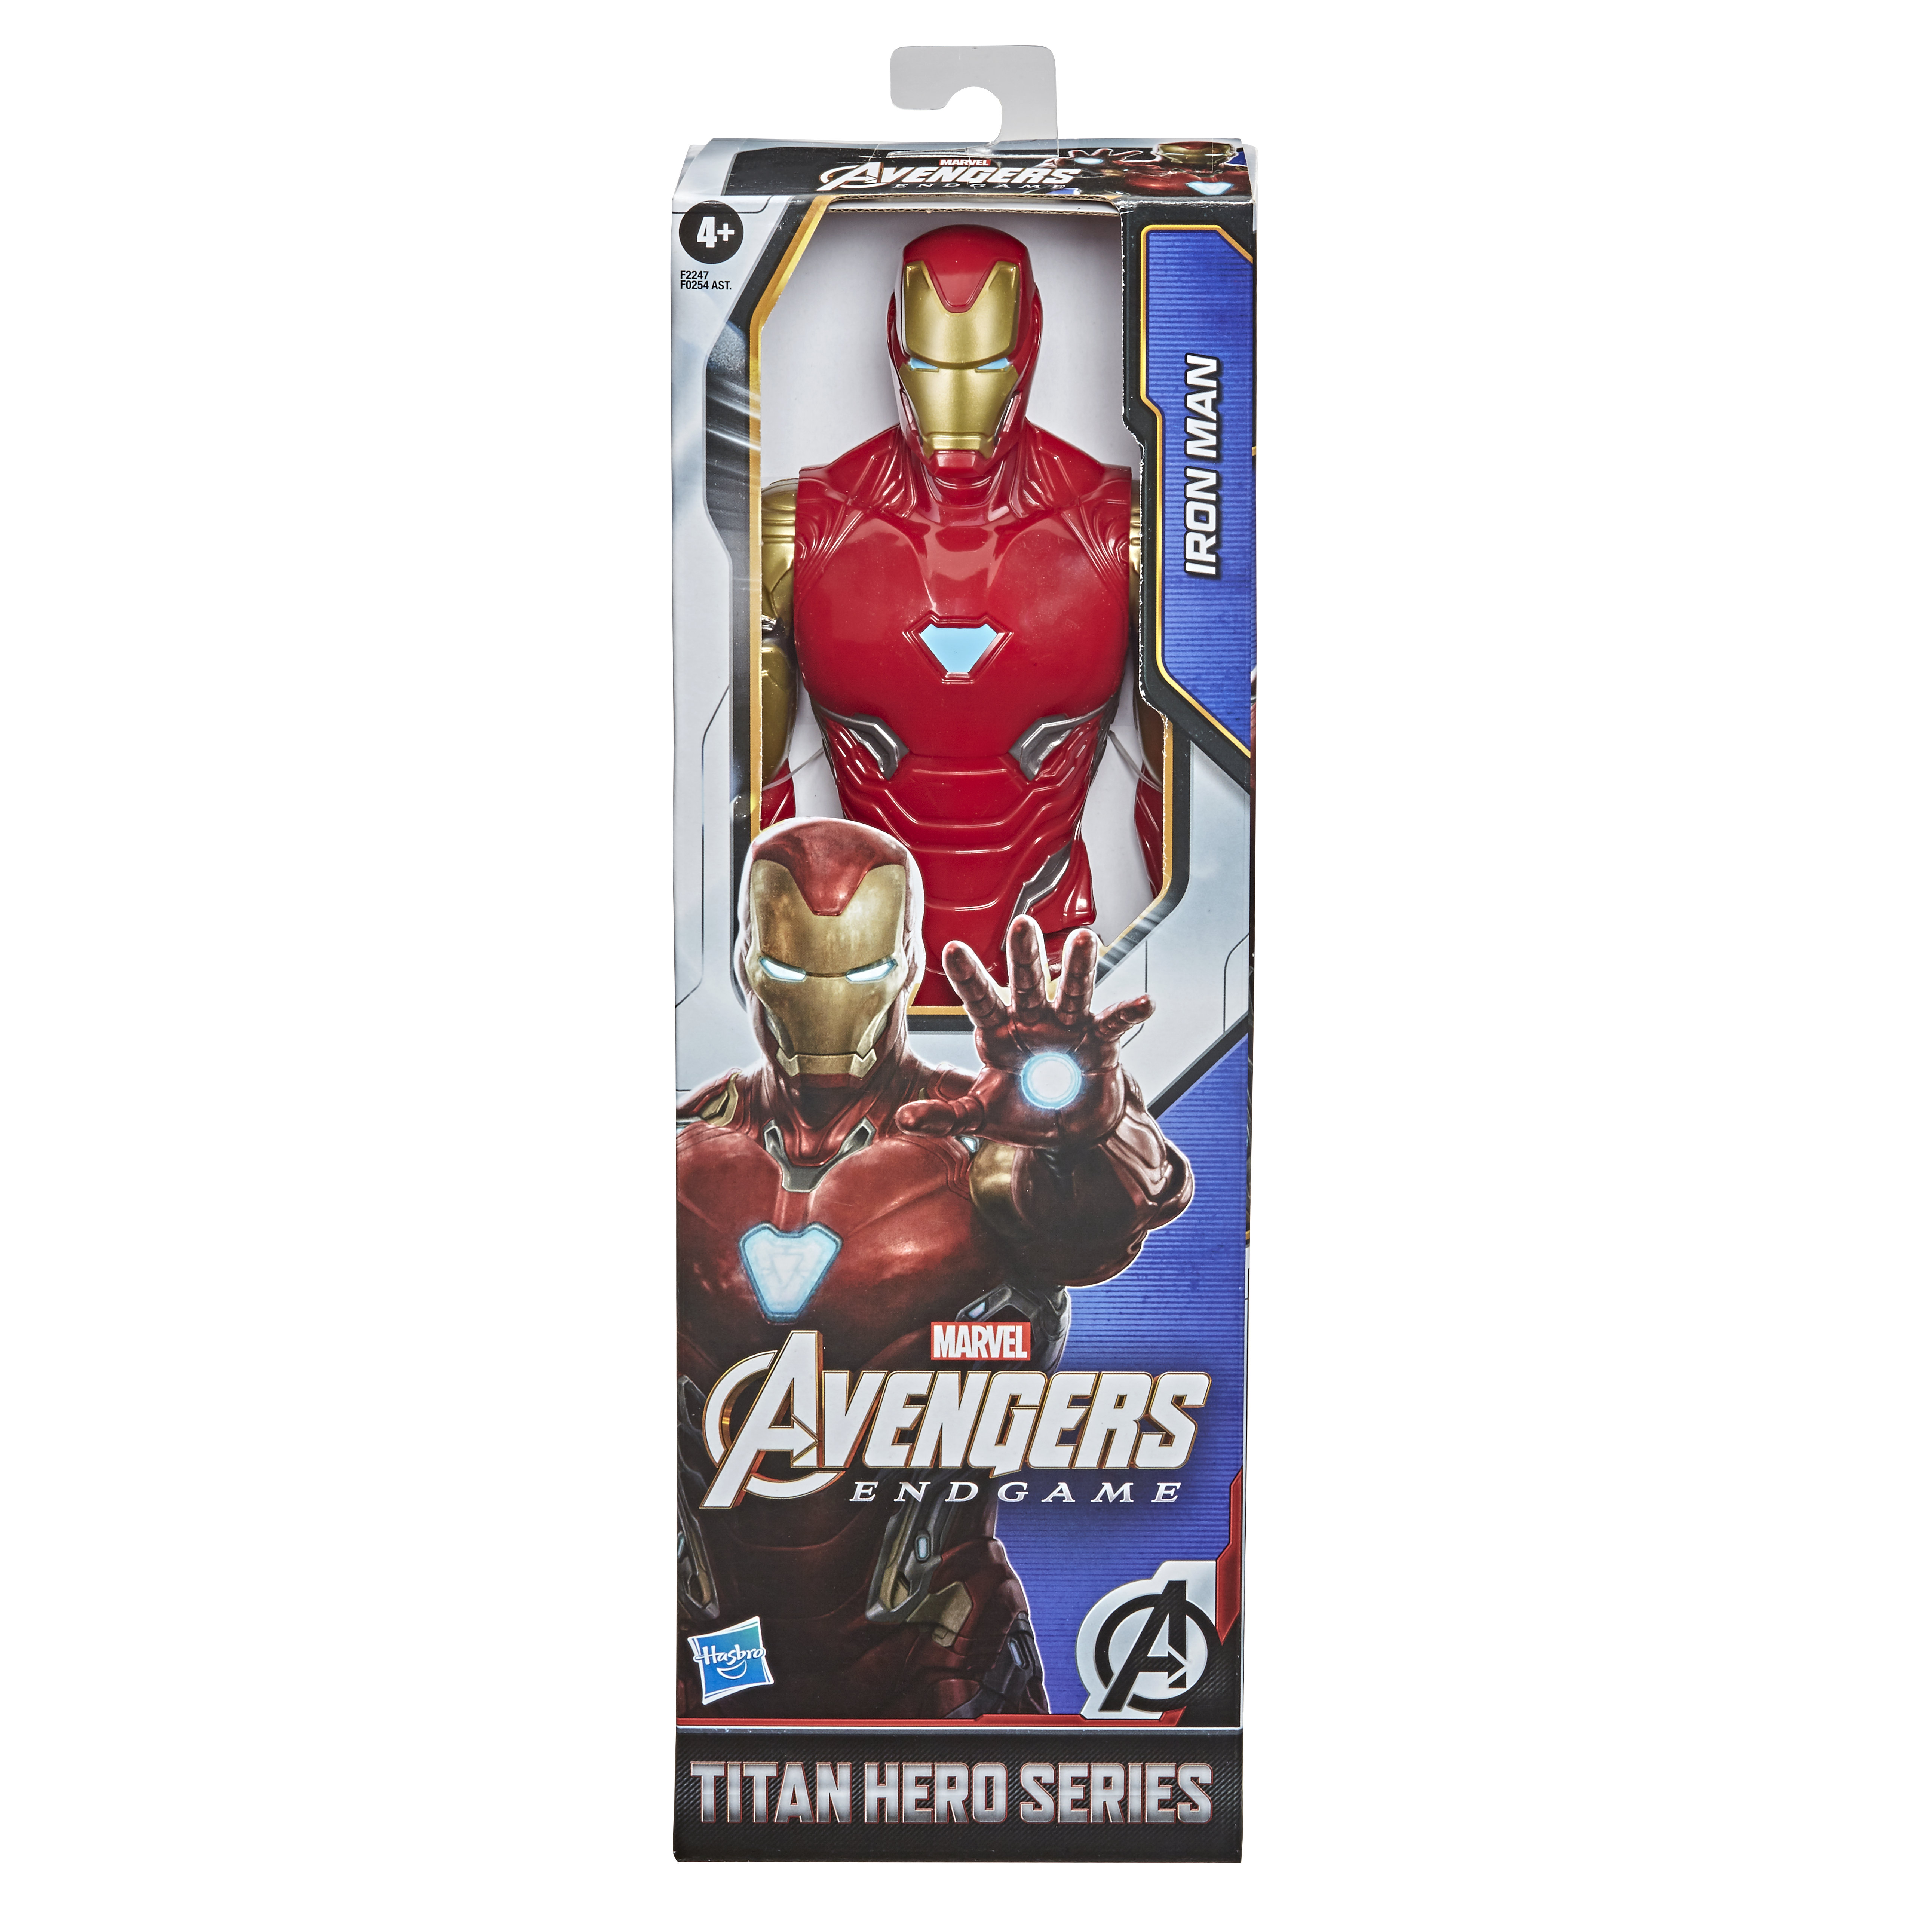 MARVEL
AVENGERS
ENDGAME
4+
F2247
F0254 AST.
IRON MAN
MARVEL
AVENGERS
ENDGAME
Hasbro
TITAN HERO SERIES